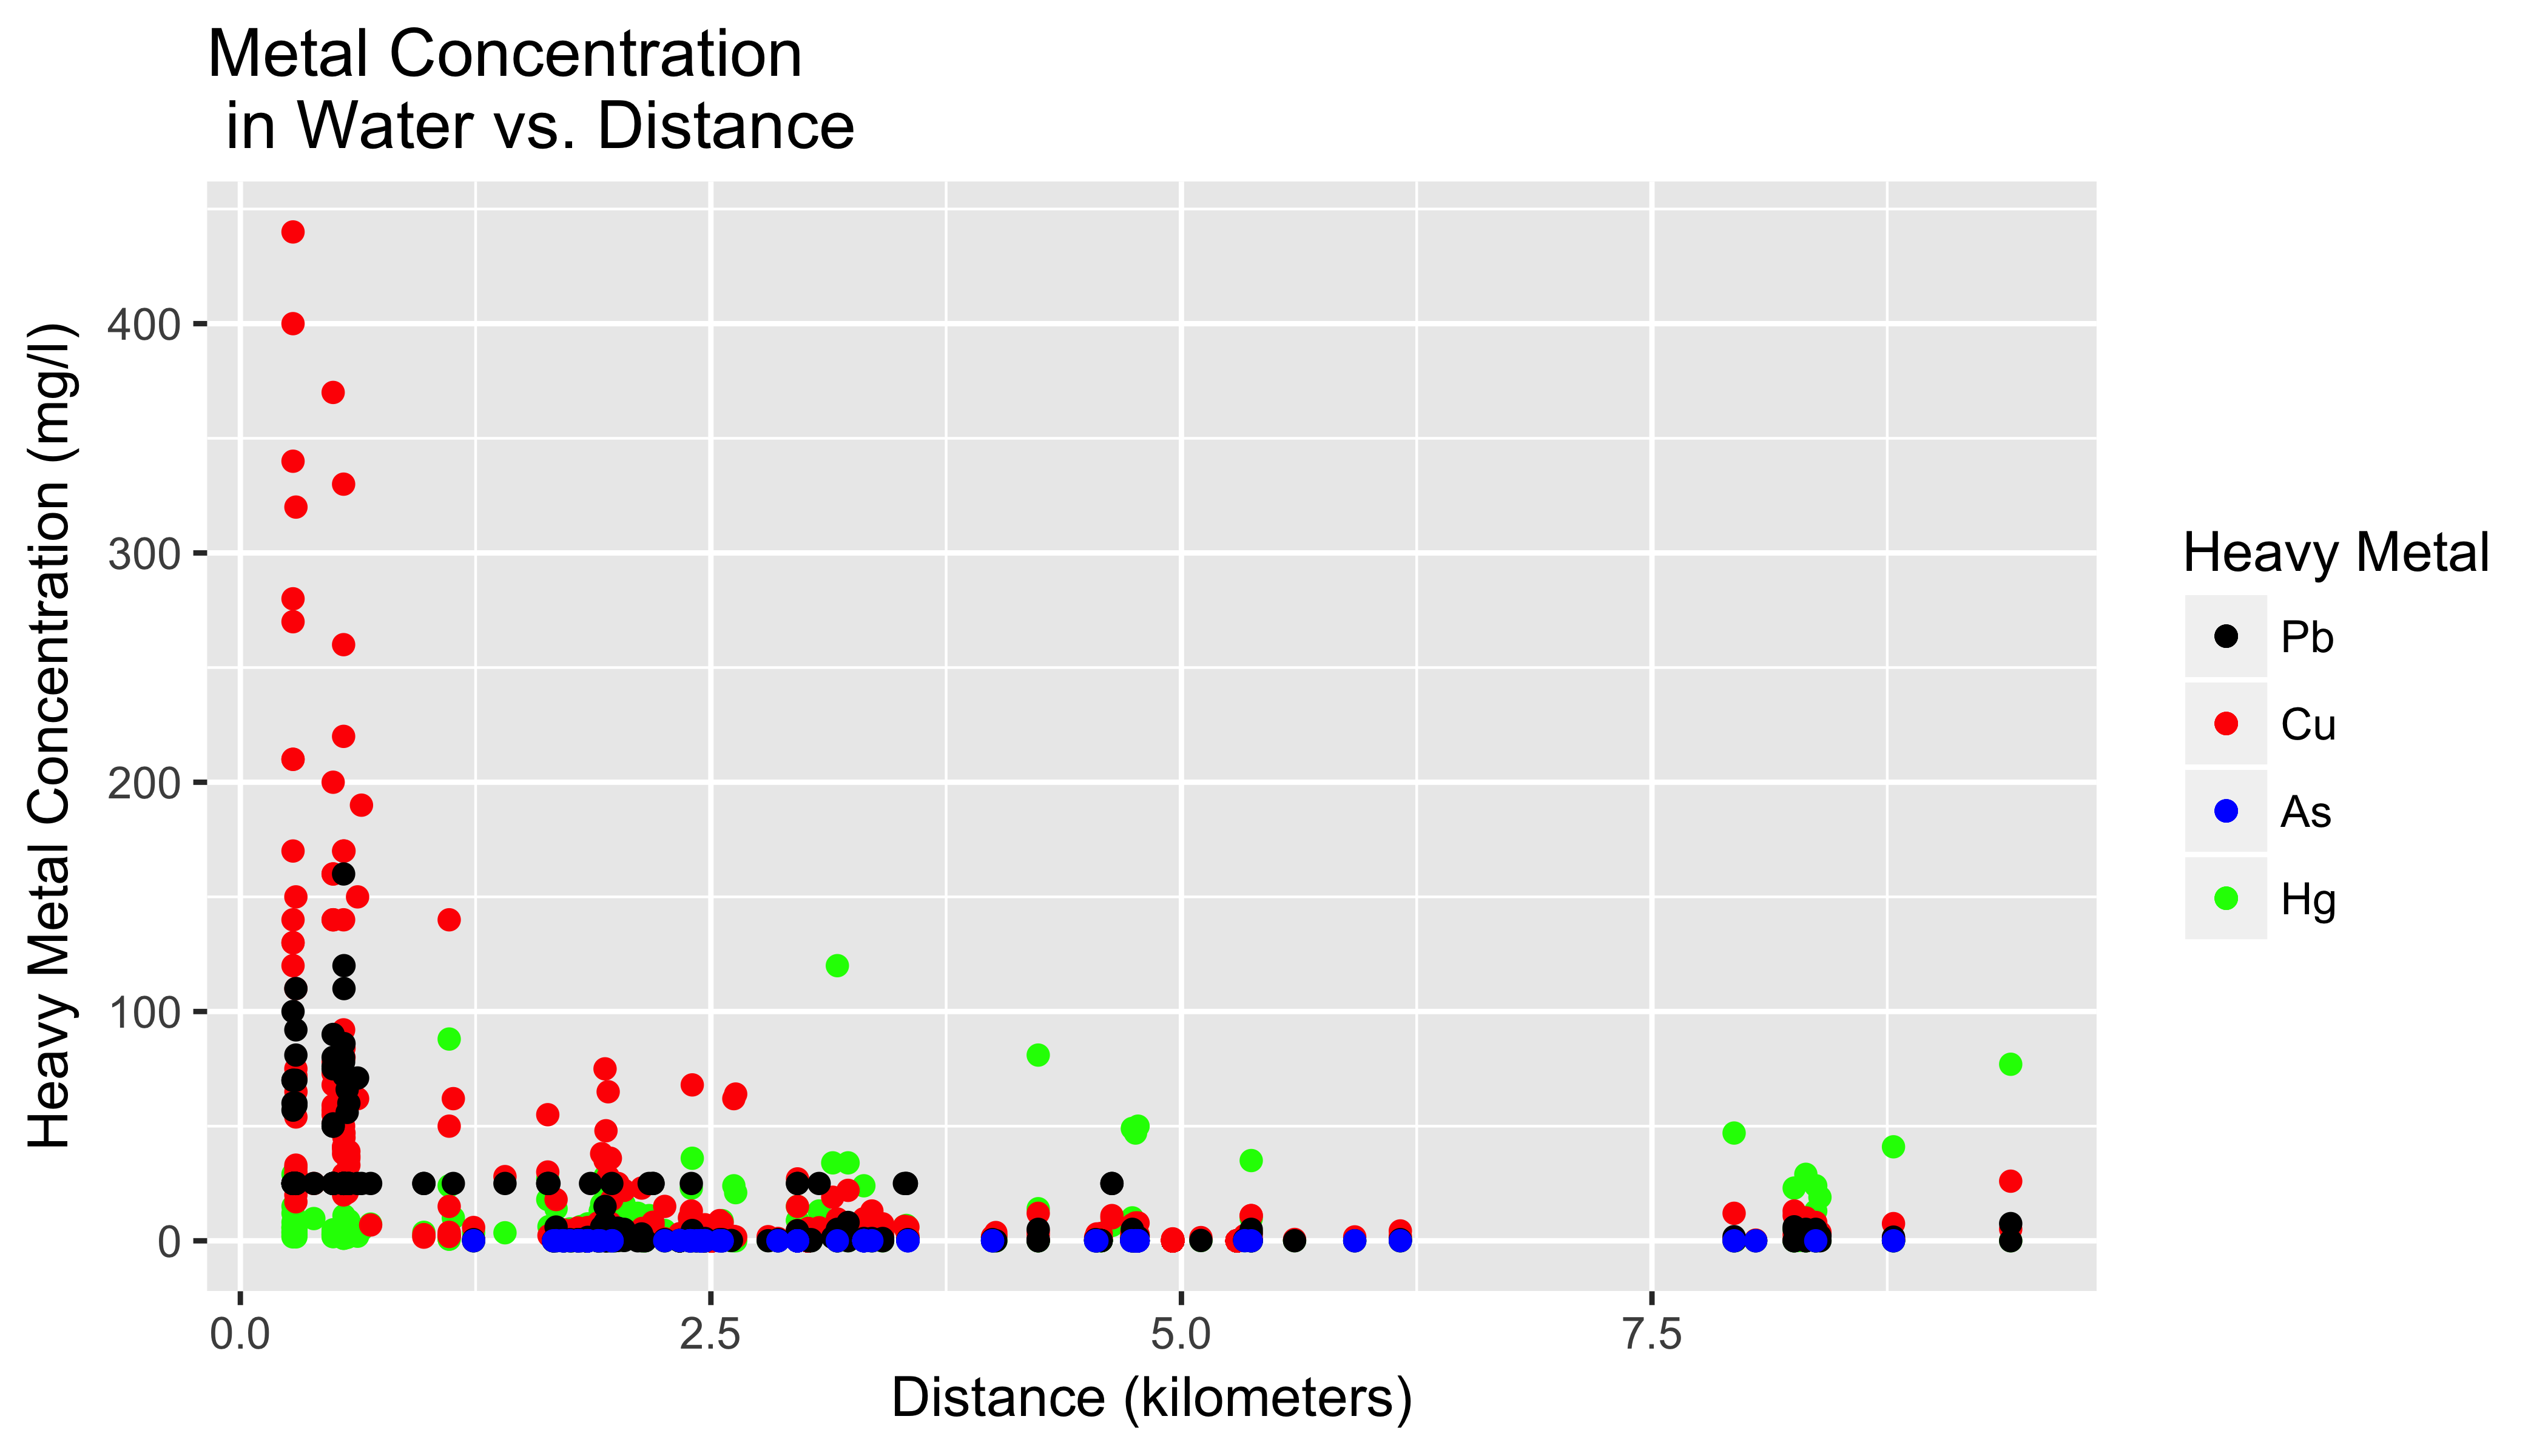 Metal Concentration
in Water vs. Distance
Heavy Metal Concentration (mg/l)
400
300
200
100
0
0.0 2.5 5.0 7.5
Distance (kilometers)
Heavy Metal
Pb
Cu
As
Hg